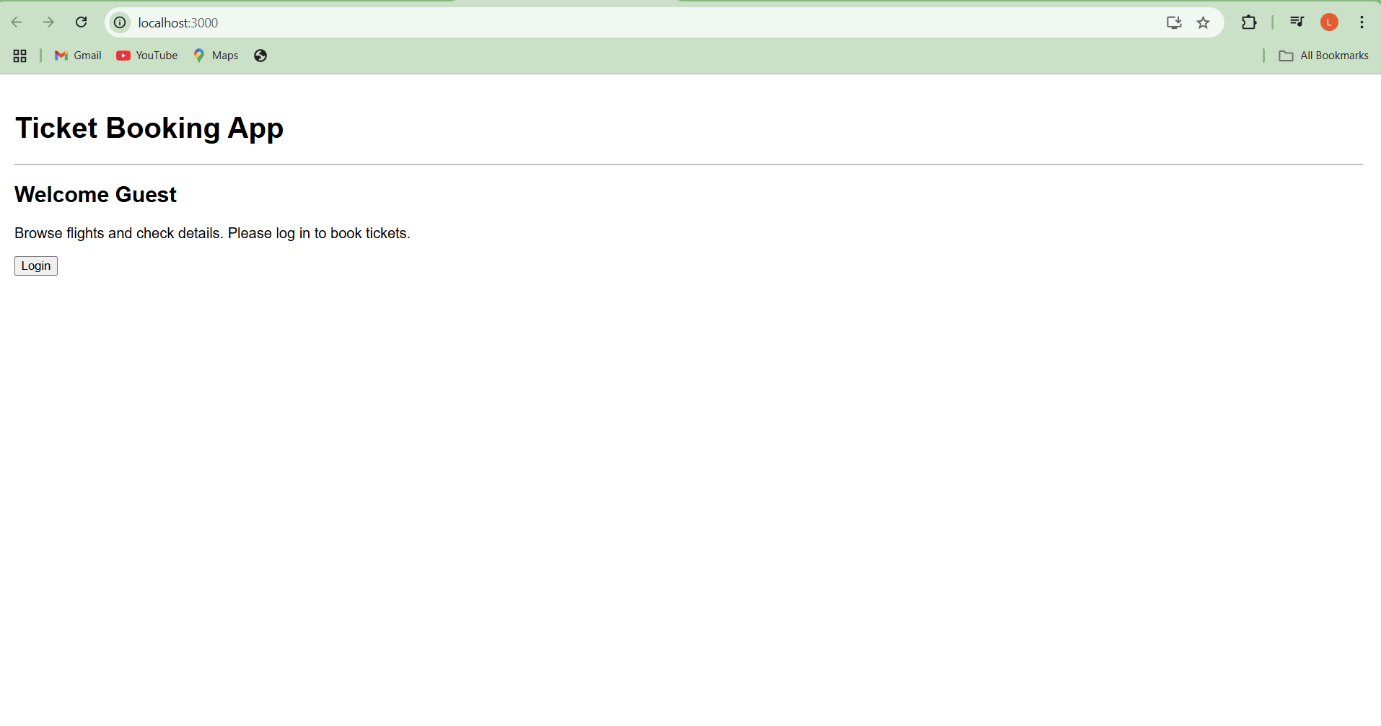 localhost:3000
L
Gmail YouTube Maps All Bookmarks
Ticket Booking App
Welcome Guest
Browse flights and check details. Please log in to book tickets.
Login